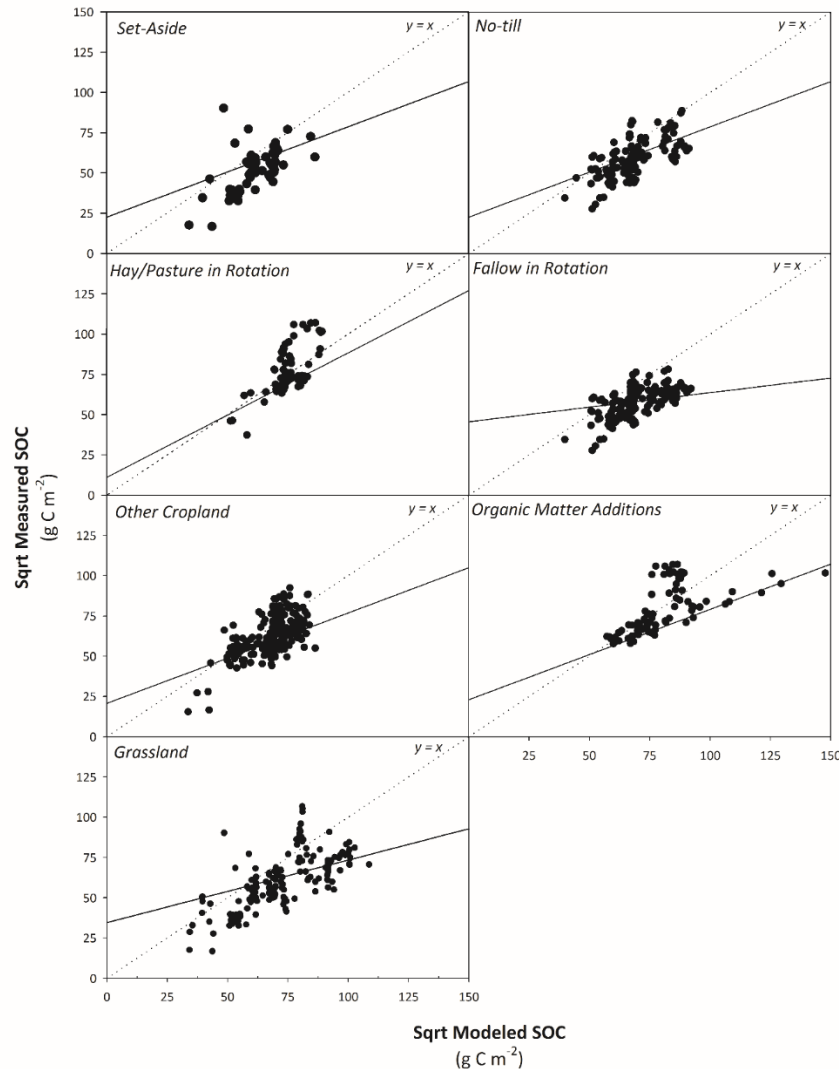 Set-Aside
y = x
No-till
y = x
150
125
100
75
50
25
0
Hay/Pasture in Rotation
y = x
Fallow in Rotation
y = x
125
100
75
50
25
0
Other Cropland
y = x
Organic Matter Additions
y = x
125
100
75
50
25
0
0 25 50 75 100 125 150
Grassland
y = x
125
100
75
50
25
0
0 25 50 75 100 125 150
Sqrt Measured SOC
(g C m⁻²)
Sqrt Modeled SOC
(g C m⁻²)